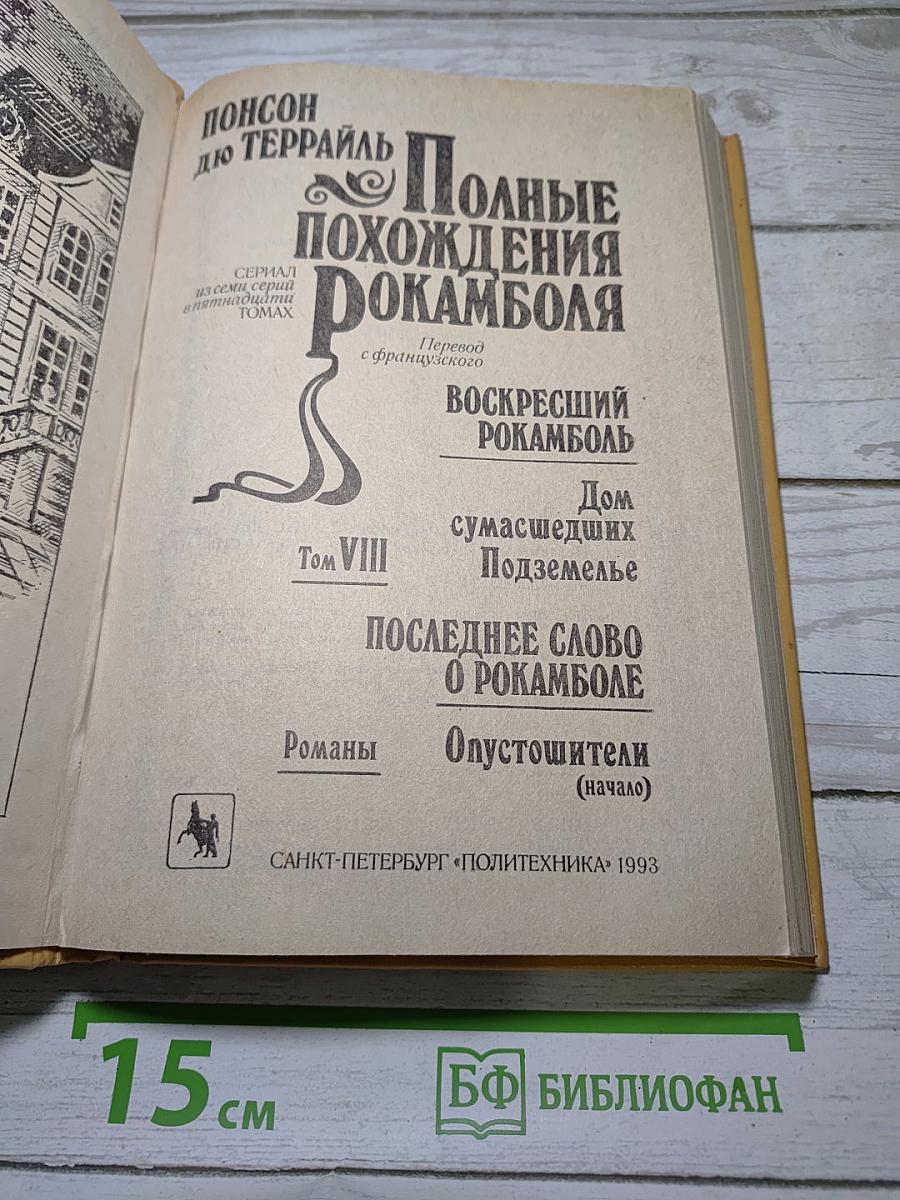 ПОНСОН
дю ТЕРРАЙЛЬ
ПОЛНЫЕ
ПОХОЖДЕНИЯ
РОКАМБОЛЯ
СЕРИАЛ
из семи серий
в пятнадцати
ТОМАХ
Перевод
с французского
ВОСКРЕСШИЙ
РОКАМБОЛЬ
Дом
сумасшедших
Том VIII
Подземелье
ПОСЛЕДНЕЕ СЛОВО
О РОКАМБОЛЕ
Романы
Опустошители
(начало)
САНКТ-ПЕТЕРБУРГ «ПОЛИТЕХНИКА» 1993
15 см
БФ БИБЛИОФАН